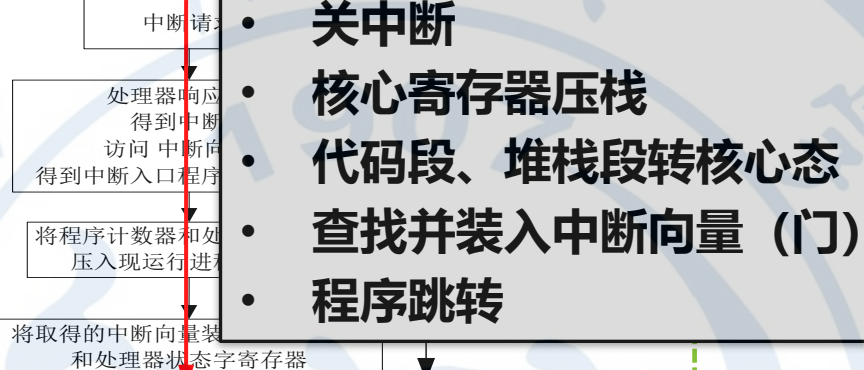 中断请
处理器响应
得到中断
访问 中断向
得到中断入口程序
将程序计数器和处
压入现运行进程
将取得的中断向量装
和处理器状态字寄存器
• 关中断
• 核心寄存器压栈
• 代码段、堆栈段转核心态
• 查找并装入中断向量（门）
• 程序跳转
1902